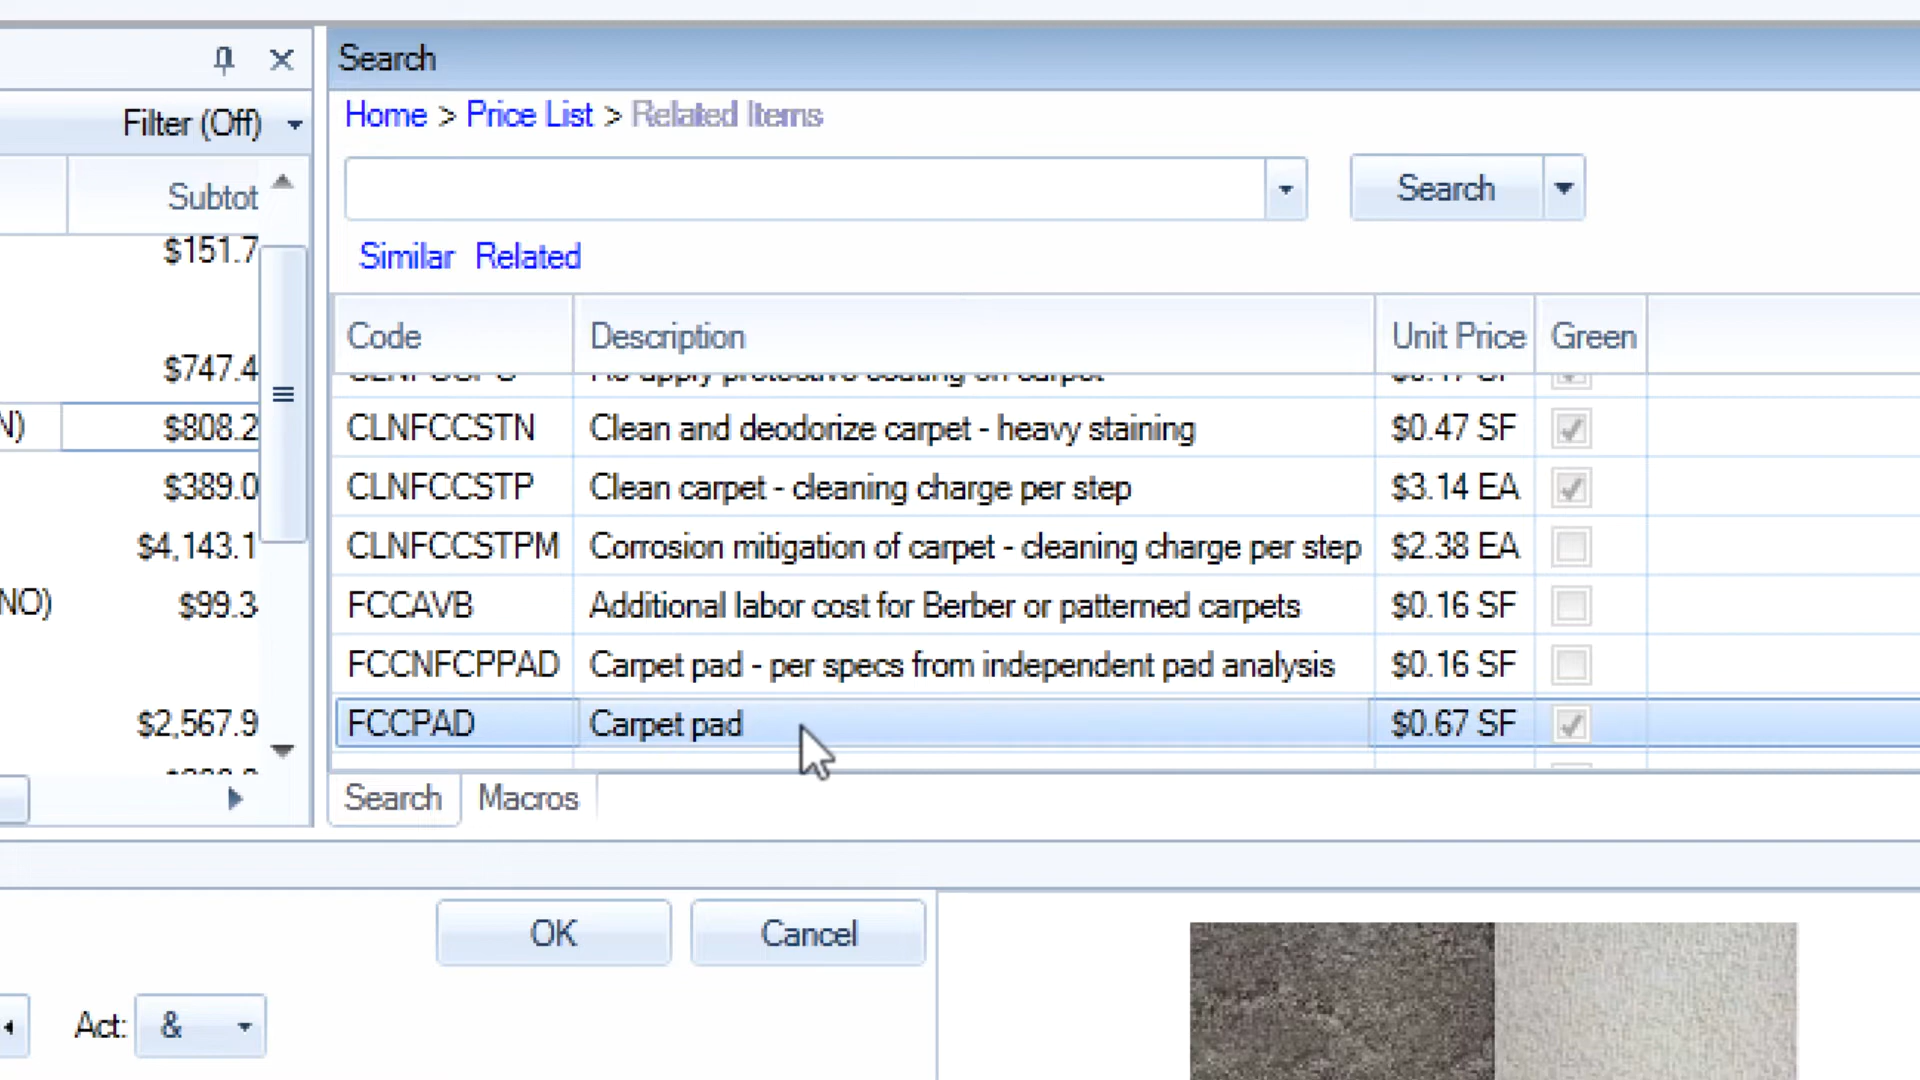 Filter (Off)
Subtot
$151.7
$747.4
N) $808.2
$389.0
$4,143.1
NO) $99.3
$2,567.9
Search
Home > Price List > Related Items
Search
Similar Related
Code Description Unit Price Green
CLNFCCSTN Clean and deodorize carpet - heavy staining $0.47 SF
CLNFCCSTP Clean carpet - cleaning charge per step $3.14 EA
CLNFCCSTPM Corrosion mitigation of carpet - cleaning charge per step $2.38 EA
FCCAVB Additional labor cost for Berber or patterned carpets $0.16 SF
FCCNFCPPAD Carpet pad - per specs from independent pad analysis $0.16 SF
FCCPAD Carpet pad $0.67 SF
Search Macros
OK Cancel
Act: &